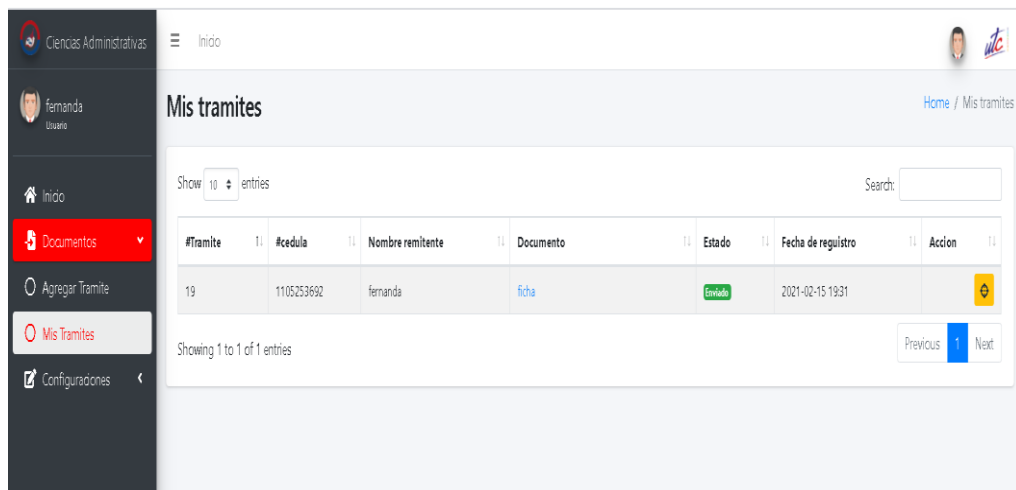 Ciencias Administrativas
Inicio
utc
fernanda
Usuario
Mis tramites
Home / Mis tramites
Inicio
Documentos
Agregar Tramite
Mis Tramites
Configuraciones
Show 10 entries
Search:
#Tramite #cedula Nombre remitente Documento Estado Fecha de reguistro Accion
19 1105253692 fernanda ficha Enviado 2021-02-15 19:31
Showing 1 to 1 of 1 entries
Previous 1 Next